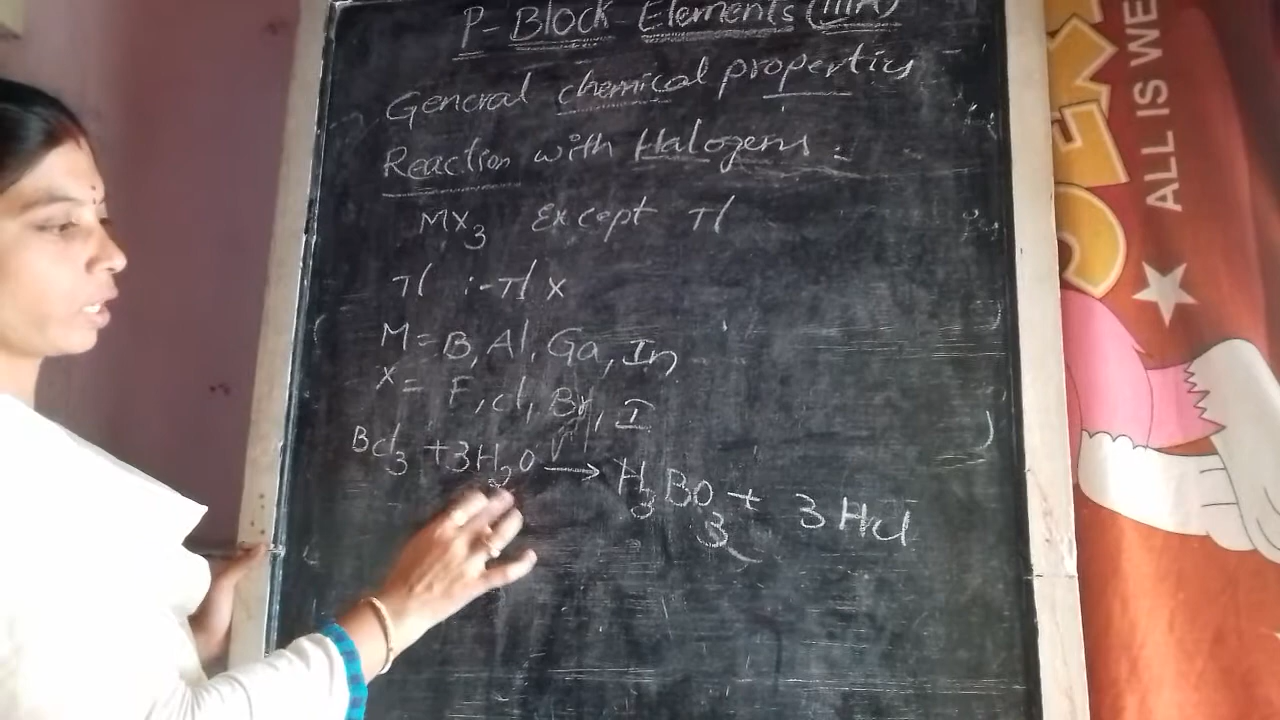 P-Block Elements (IIIA)
General chemical properties
Reaction with Halogens :
MX₃ Except Tl
Tl :- Tl X
M = B, Al, Ga, In
X = F, Cl, Br, I
BCl₃ + 3H₂O → H₃BO₃ + 3HCl
ALL IS WE